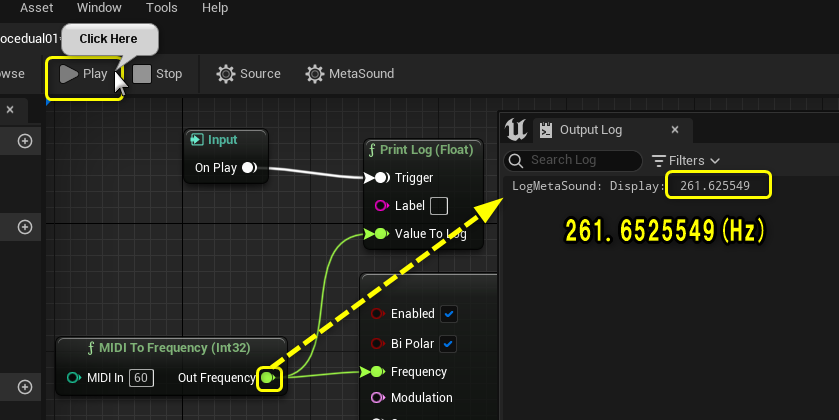 Asset Window Tools Help
ocedual01*
Click Here
wse Play Stop Source MetaSound
Input
On Play
Print Log (Float)
Trigger
Label
Value To Log
Output Log
Search Log Filters
LogMetaSound: Display: 261.625549
261.6525549(Hz)
Enabled
Bi Polar
Frequency
Modulation
MIDI To Frequency (Int32)
MIDI In 60 Out Frequency